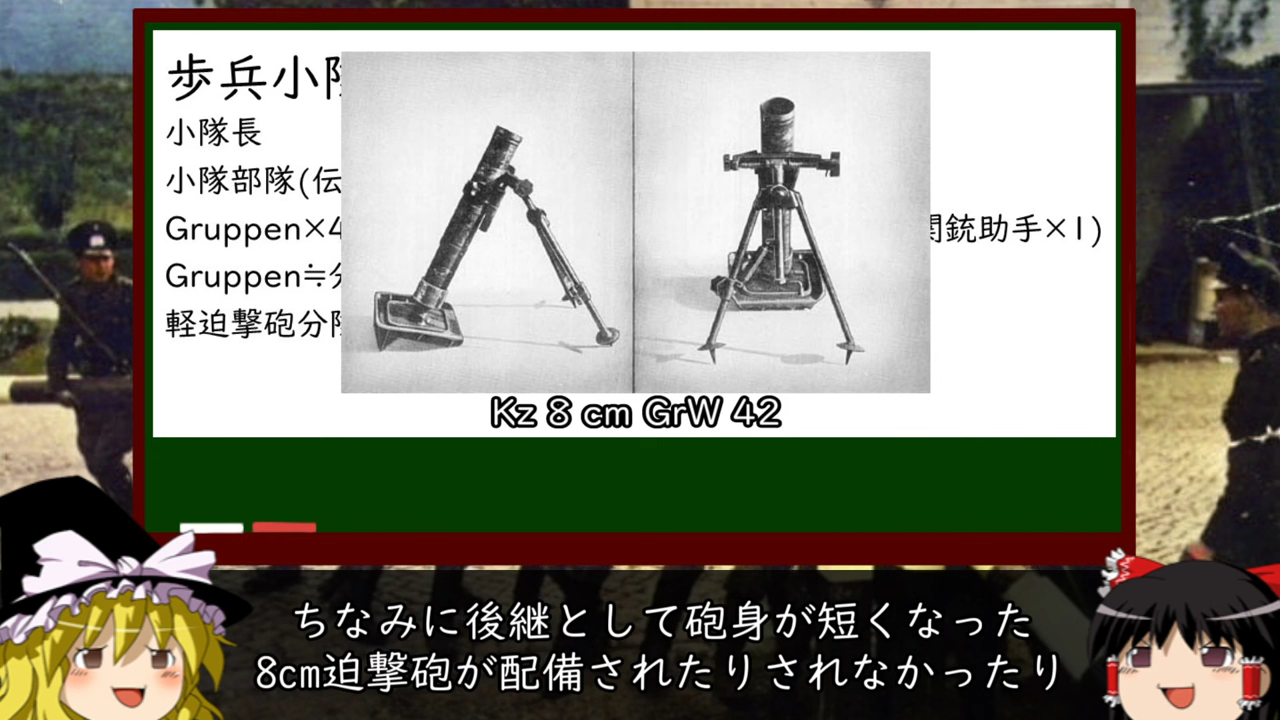 歩兵小隊
小隊長
小隊部隊(伝
Gruppen×4
関銃助手×1)
Gruppen≒分
軽迫撃砲分隊
Kz 8 cm GrW 42
ちなみに後継として砲身が短くなった
8cm迫撃砲が配備されたりされなかったり